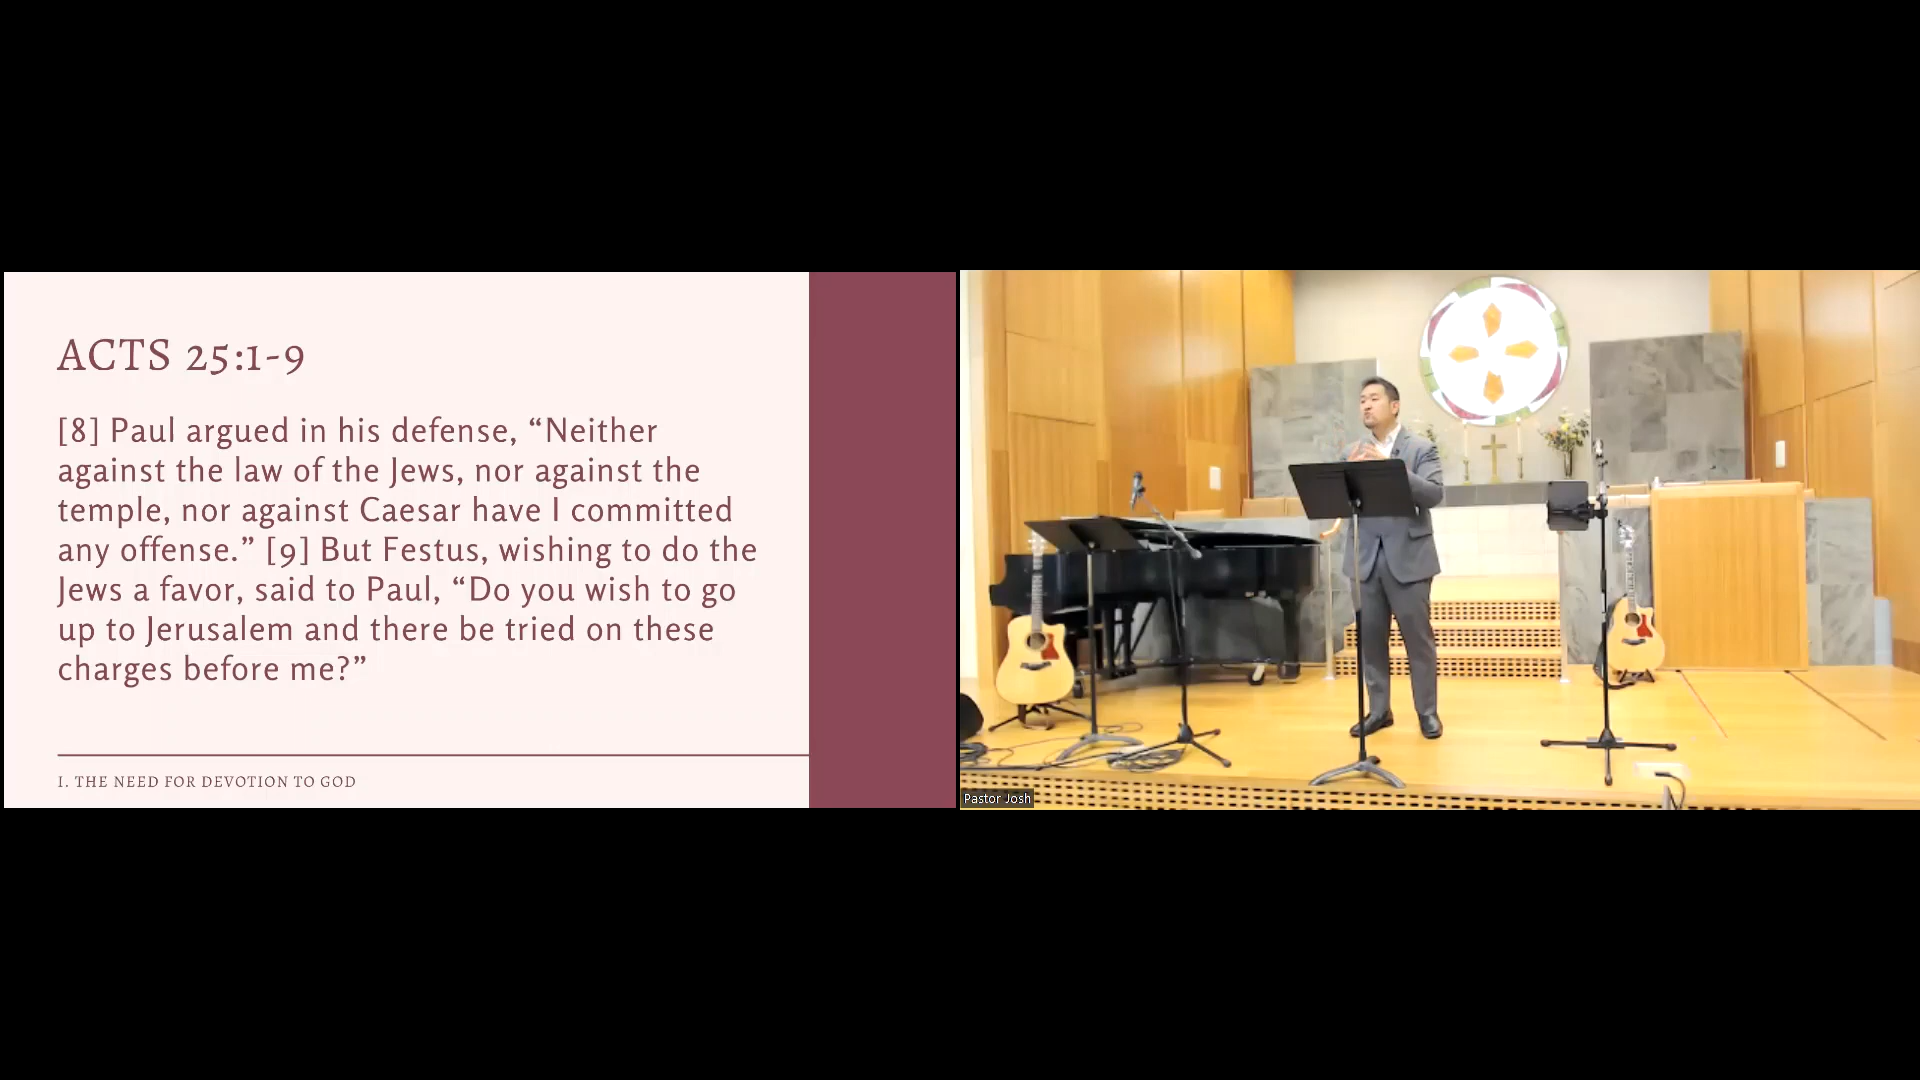 ACTS 25:1-9
[8] Paul argued in his defense, “Neither
against the law of the Jews, nor against the
temple, nor against Caesar have I committed
any offense.” [9] But Festus, wishing to do the
Jews a favor, said to Paul, “Do you wish to go
up to Jerusalem and there be tried on these
charges before me?”
I. THE NEED FOR DEVOTION TO GOD
Pastor Josh